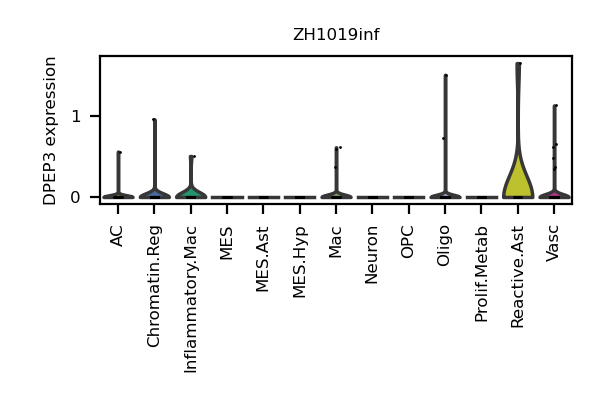 ZH1019inf
DPEP3 expression
1
0
AC
Chromatin.Reg
Inflammatory.Mac
MES
MES.Ast
MES.Hyp
Mac
Neuron
OPC
Oligo
Prolif.Metab
Reactive.Ast
Vasc